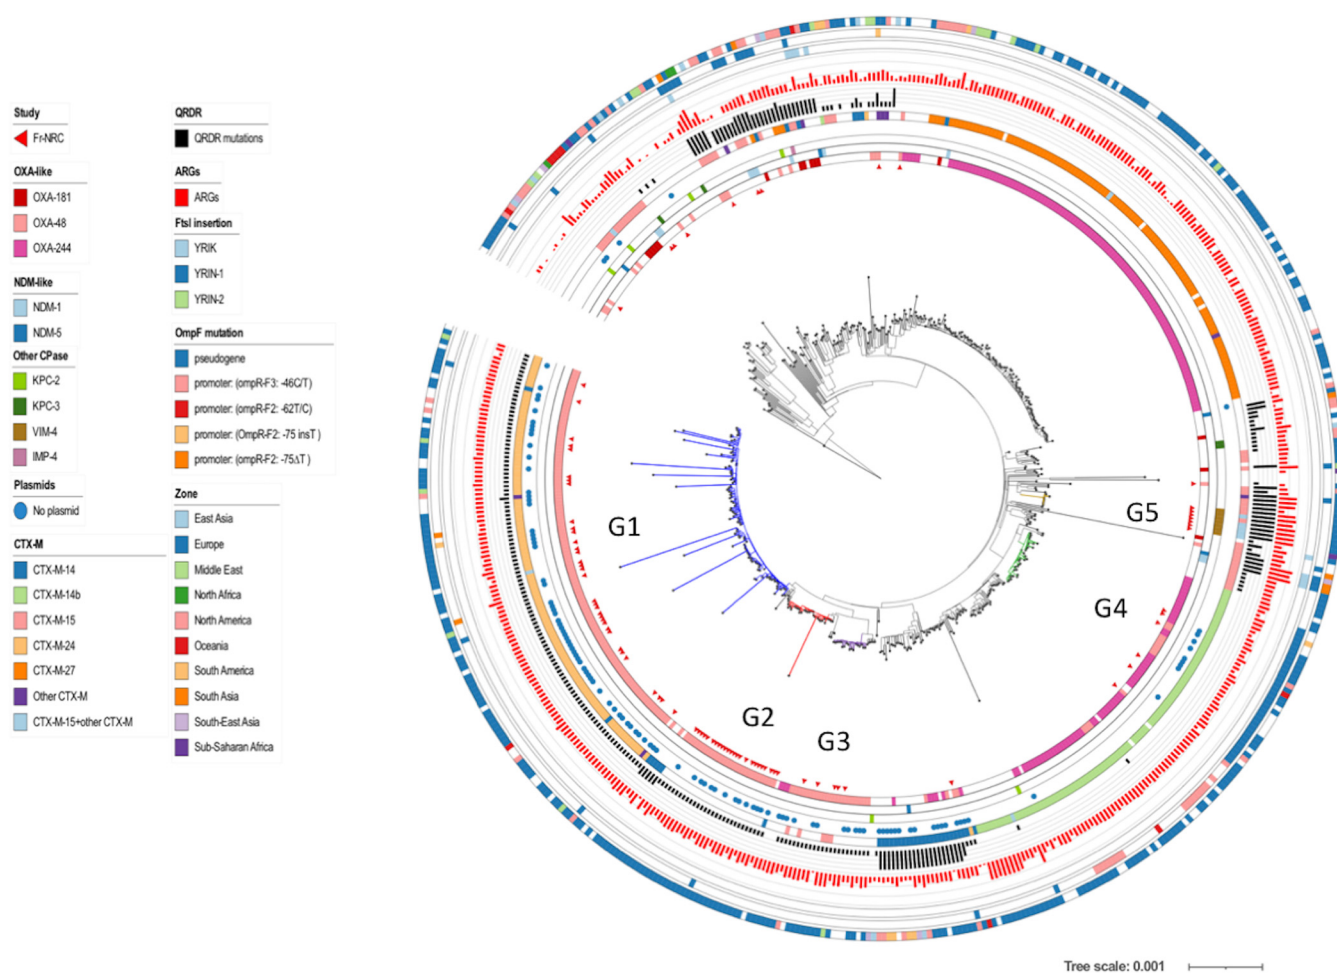 Study
Fr-NRC
OXA-like
OXA-181
OXA-48
OXA-244
NDM-like
NDM-1
NDM-5
Other CPase
KPC-2
KPC-3
VIM-4
IMP-4
Plasmids
No plasmid
CTX-M
CTX-M-14
CTX-M-14b
CTX-M-15
CTX-M-24
CTX-M-27
Other CTX-M
CTX-M-15+other CTX-M
QRDR
QRDR mutations
ARGs
ARGs
FtsI insertion
YRIK
YRIN-1
YRIN-2
OmpF mutation
pseudogene
promoter: (ompR-F3: -46C/T)
promoter: (ompR-F2: -62T/C)
promoter: (OmpR-F2: -75 insT )
promoter: (ompR-F2: -75ΔT )
Zone
East Asia
Europe
Middle East
North Africa
North America
Oceania
South America
South Asia
South-East Asia
Sub-Saharan Africa
G1
G2
G3
G4
G5
Tree scale: 0.001